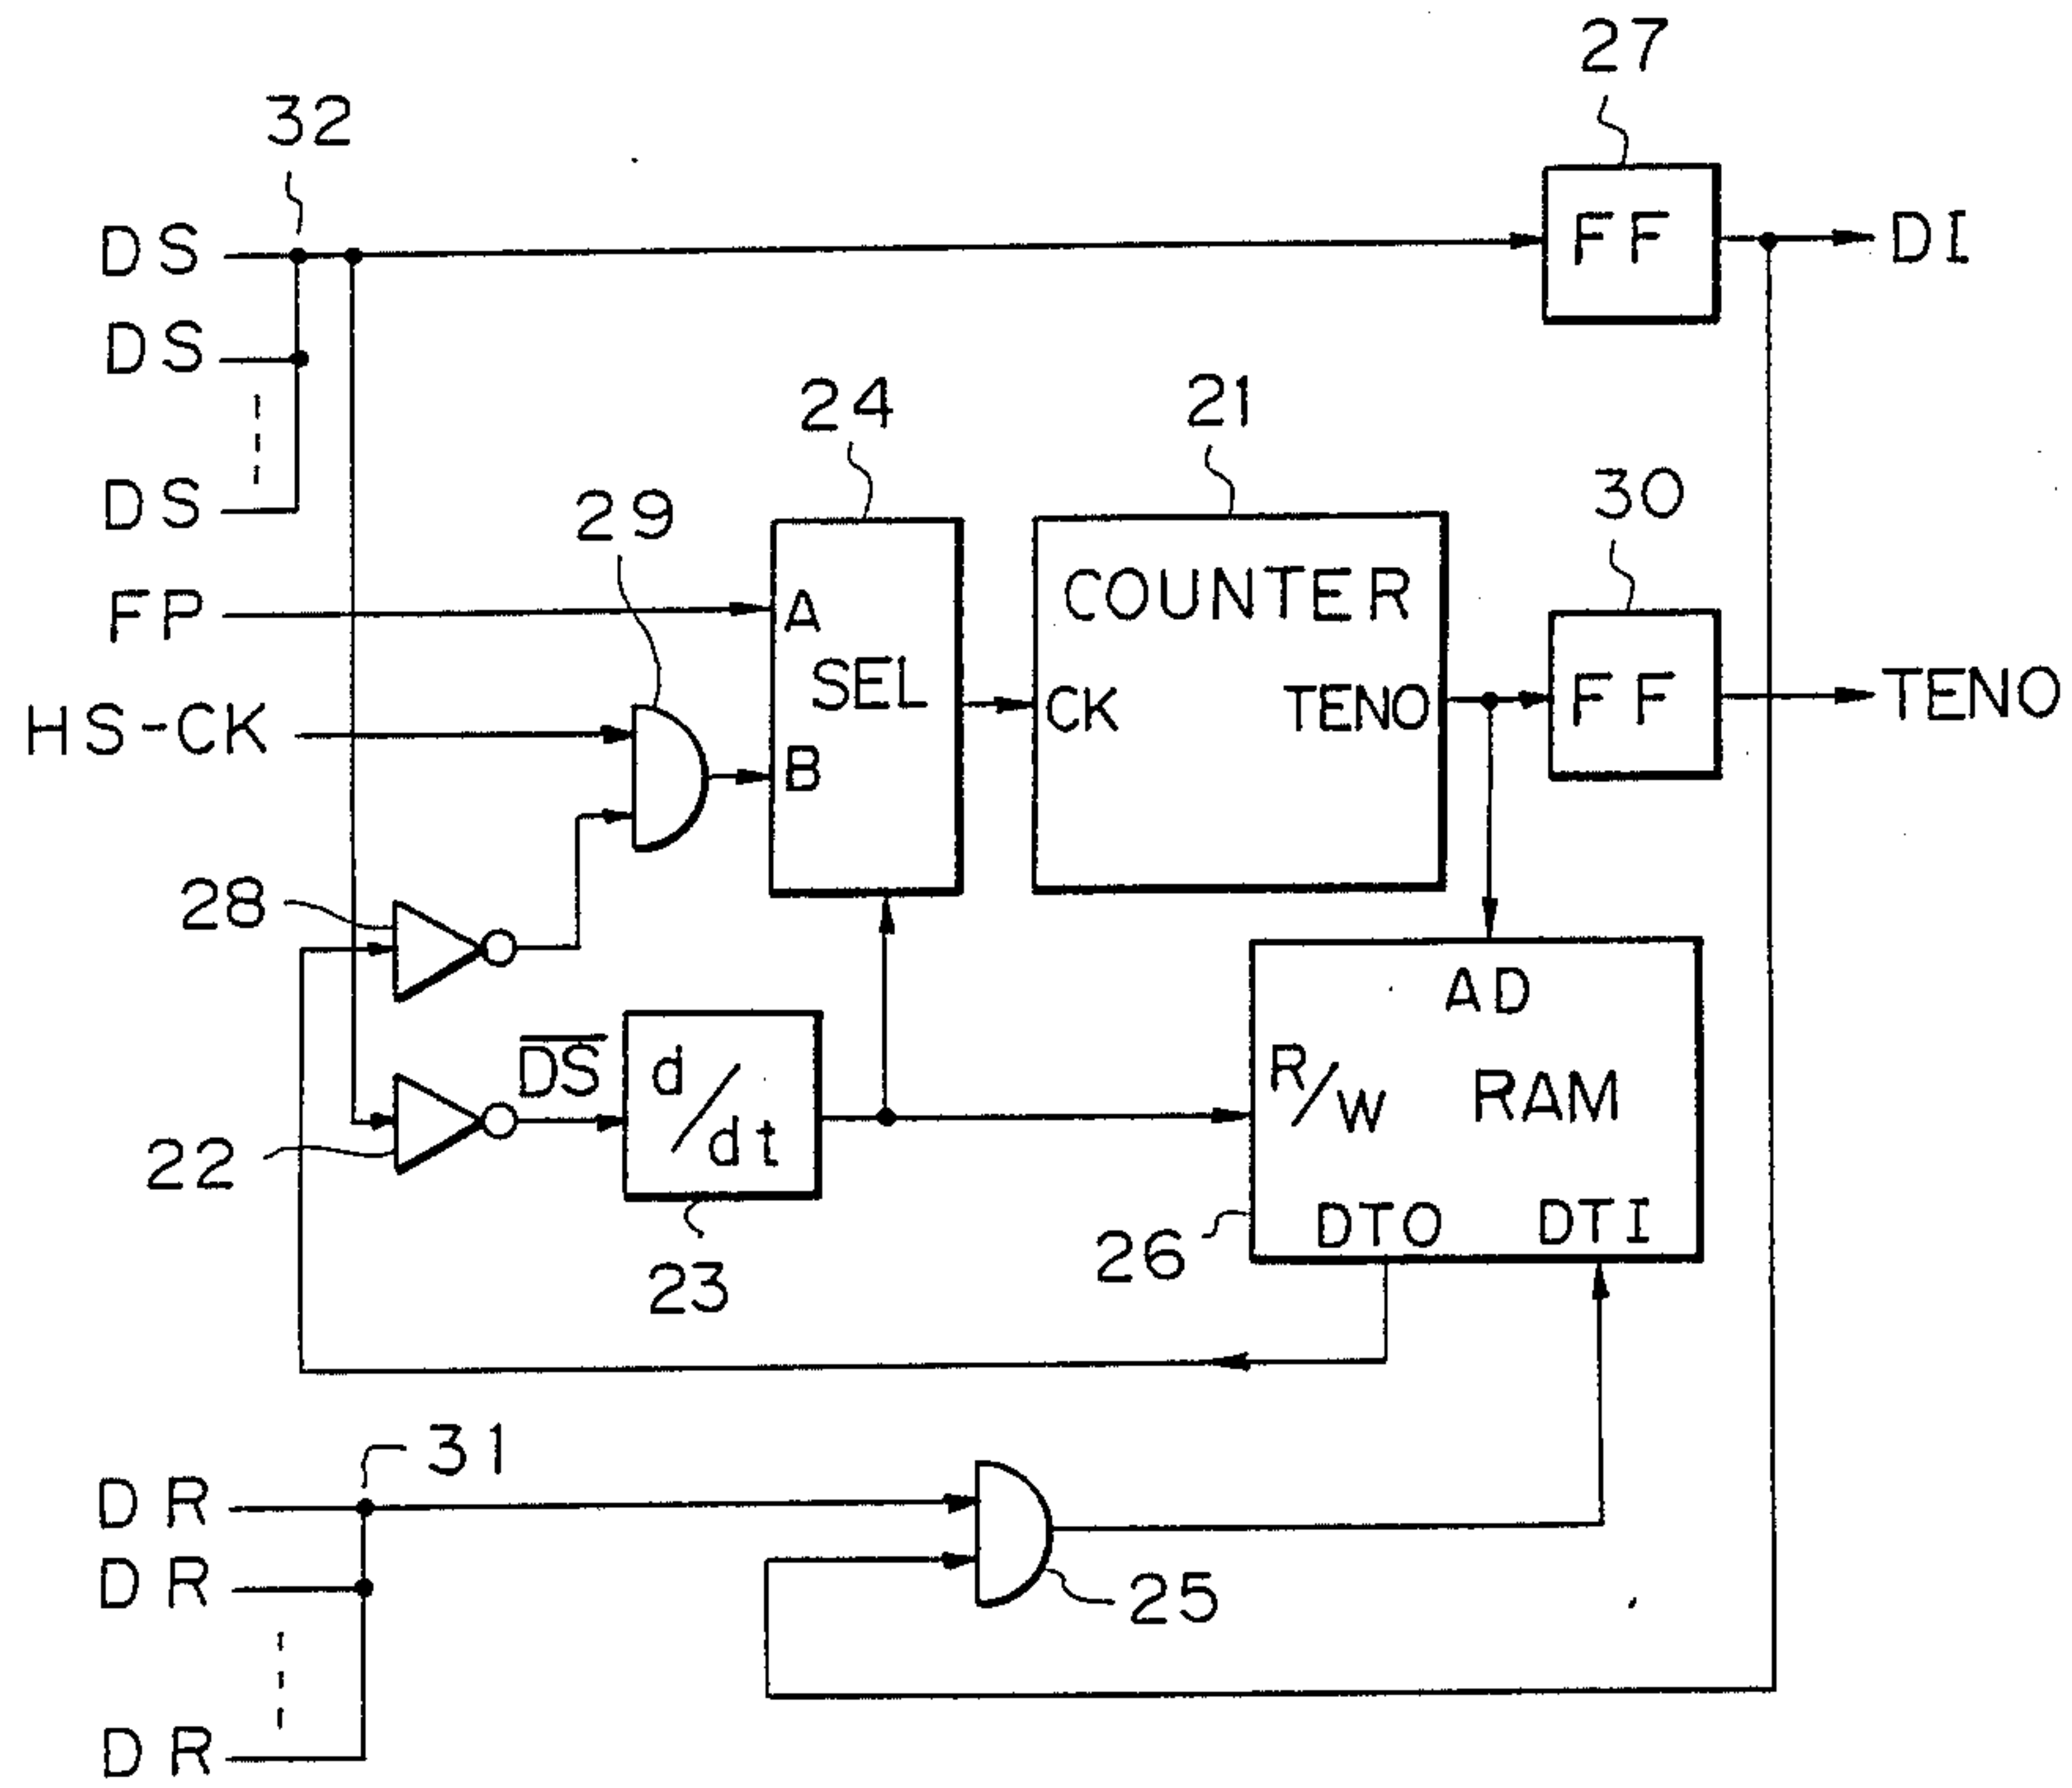 27
32
DS
FF
DI
DS
24
21
DS
29
30
FP
A
COUNTER
SEL
HS-CK
CK
TENO
FF
TENO
B
28
AD
DS
d/dt
R/W
RAM
22
DTO
DTI
26
23
31
DR
DR
25
DR